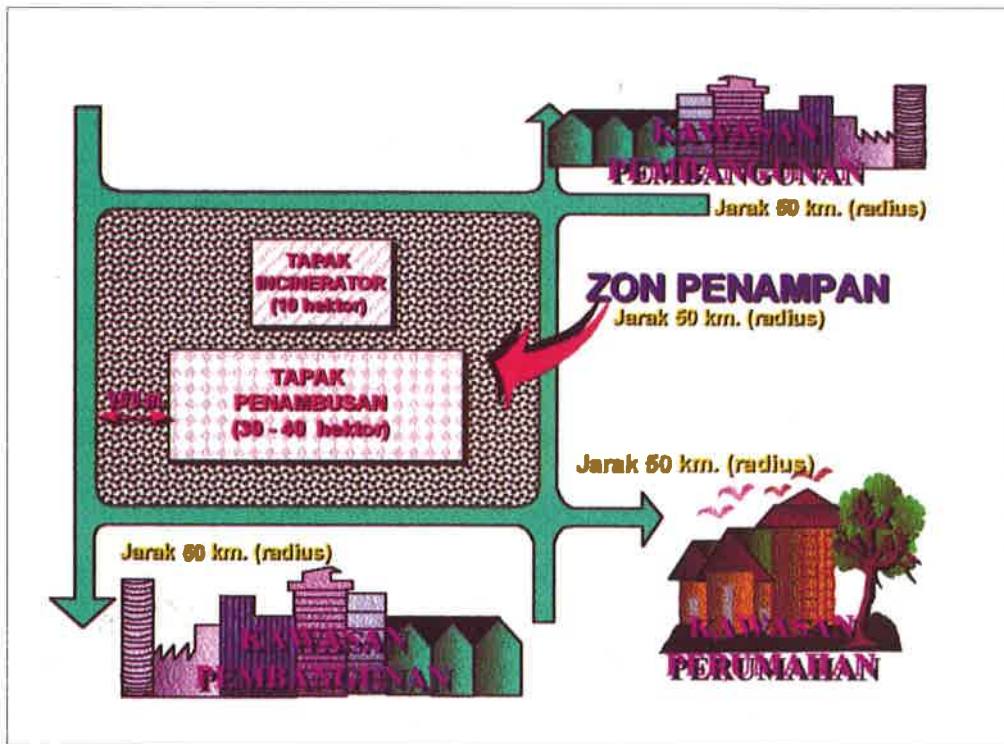 KAWASAN
PEMBANGUNAN
Jarak 50 km. (radius)
TAPAK
INCINERATOR
(10 hektor)
ZON PENAMPAN
Jarak 50 km. (radius)
TAPAK
PENAMBUSAN
(30 - 40 hektor)
m.
Jarak 50 km. (radius)
Jarak 50 km. (radius)
KAWASAN
PEMBANGUNAN
KAWASAN
PERUMAHAN